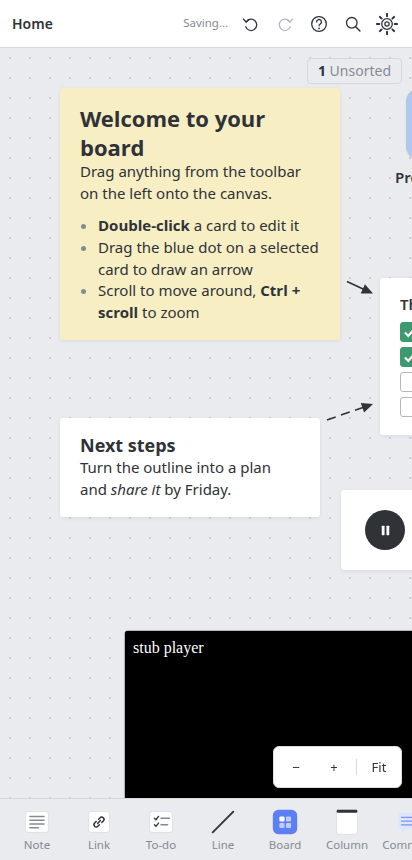 Home
Saving...
1 Unsorted
Welcome to your
board
Drag anything from the toolbar
on the left onto the canvas.
Double-click a card to edit it
Drag the blue dot on a selected
card to draw an arrow
Scroll to move around, Ctrl +
scroll to zoom
Next steps
Turn the outline into a plan
and share it by Friday.
stub player
− + Fit
Note Link To-do Line Board Column